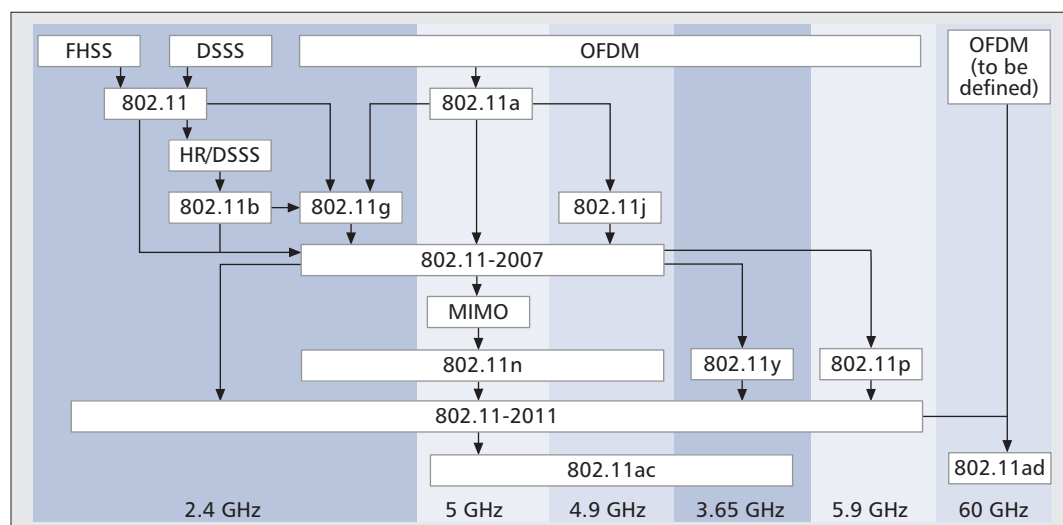 FHSS
DSSS
OFDM
OFDM
(to be
defined)
802.11
802.11a
HR/DSSS
802.11b
802.11g
802.11j
802.11-2007
MIMO
802.11n
802.11y
802.11p
802.11-2011
802.11ac
802.11ad
2.4 GHz
5 GHz
4.9 GHz
3.65 GHz
5.9 GHz
60 GHz